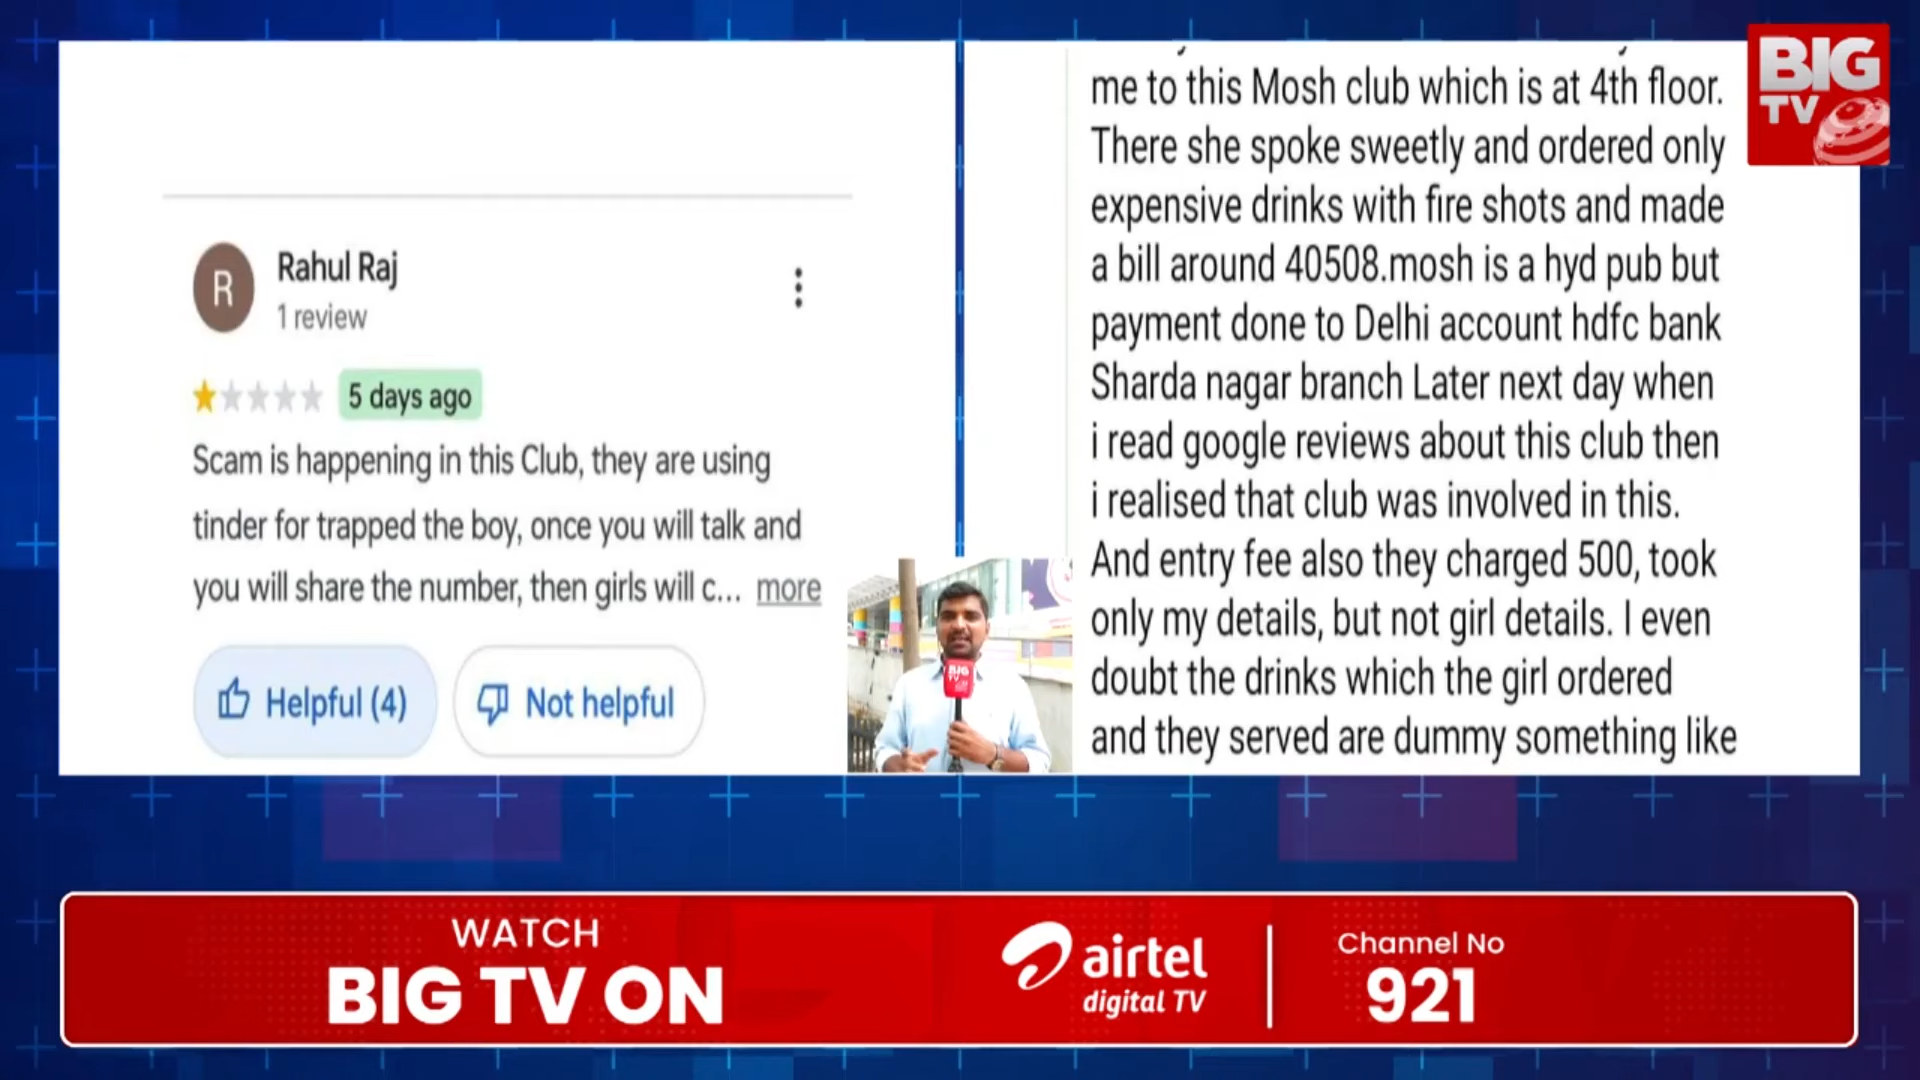 R
Rahul Raj
1 review
5 days ago
Scam is happening in this Club, they are using
tinder for trapped the boy, once you will talk and
you will share the number, then girls will c... more
Helpful (4)
Not helpful
me to this Mosh club which is at 4th floor.
There she spoke sweetly and ordered only
expensive drinks with fire shots and made
a bill around 40508.mosh is a hyd pub but
payment done to Delhi account hdfc bank
Sharda nagar branch Later next day when
i read google reviews about this club then
i realised that club was involved in this.
And entry fee also they charged 500, took
only my details, but not girl details. I even
doubt the drinks which the girl ordered
and they served are dummy something like
BIG
TV
BIG
TV
WATCH
BIG TV ON
airtel
digital TV
Channel No
921